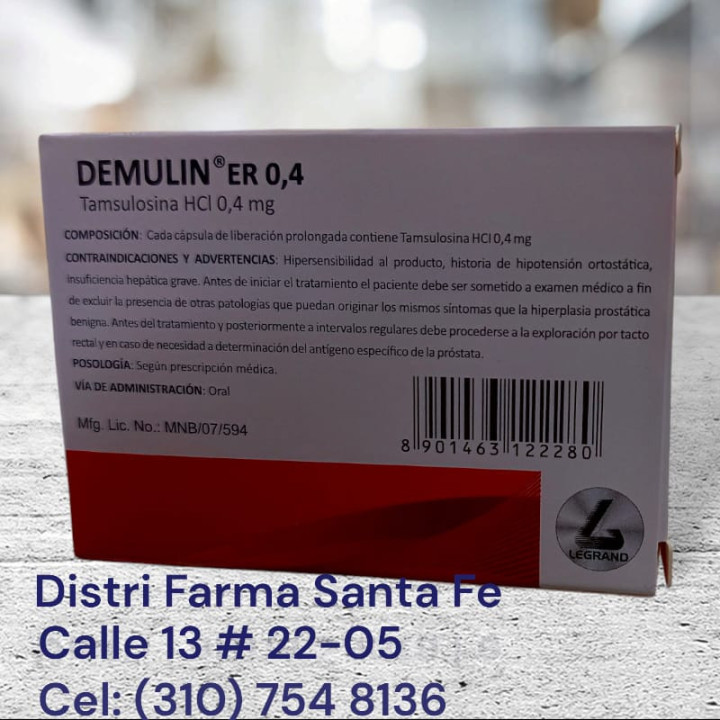 DEMULIN® ER 0,4
Tamsulosina HCl 0,4 mg
COMPOSICIÓN: Cada cápsula de liberación prolongada contiene Tamsulosina HCl 0,4 mg
CONTRAINDICACIONES Y ADVERTENCIAS: Hipersensibilidad al producto, historia de hipotensión ortostática,
insuficiencia hepática grave. Antes de iniciar el tratamiento el paciente debe ser sometido a examen médico a fin
de excluir la presencia de otras patologías que puedan originar los mismos síntomas que la hiperplasia prostática
benigna. Antes del tratamiento y posteriormente a intervalos regulares debe procederse a la exploración por tacto
rectal y en caso de necesidad a determinación del antígeno específico de la próstata.
POSOLOGÍA: Según prescripción médica.
VÍA DE ADMINISTRACIÓN: Oral
Mfg. Lic. No.: MNB/07/594
8 901463 122280
LEGRAND
Distri Farma Santa Fe
Calle 13 # 22-05
Cel: (310) 754 8136